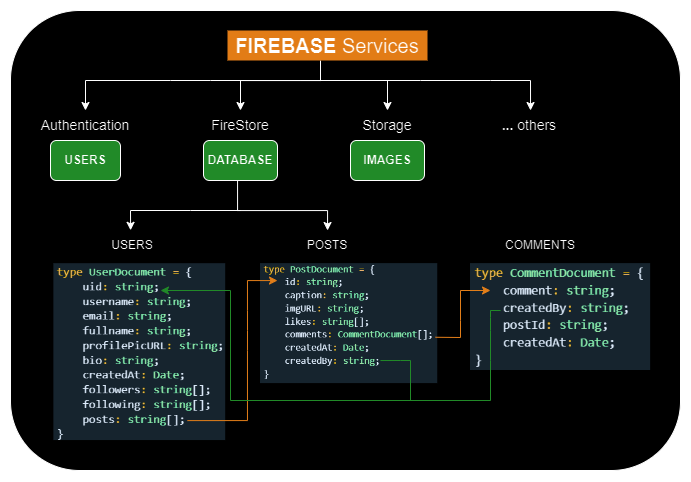 FIREBASE Services
Authentication
FireStore
Storage
... others
USERS
DATABASE
IMAGES
USERS
POSTS
COMMENTS
type UserDocument = {
uid: string;
username: string;
email: string;
fullname: string;
profilePicURL: string;
bio: string;
createdAt: Date;
followers: string[];
following: string[];
posts: string[];
}
type PostDocument = {
id: string;
caption: string;
imgURL: string;
likes: string[];
comments: CommentDocument[];
createdAt: Date;
createdBy: string;
}
type CommentDocument = {
comment: string;
createdBy: string;
postId: string;
createdAt: Date;
}